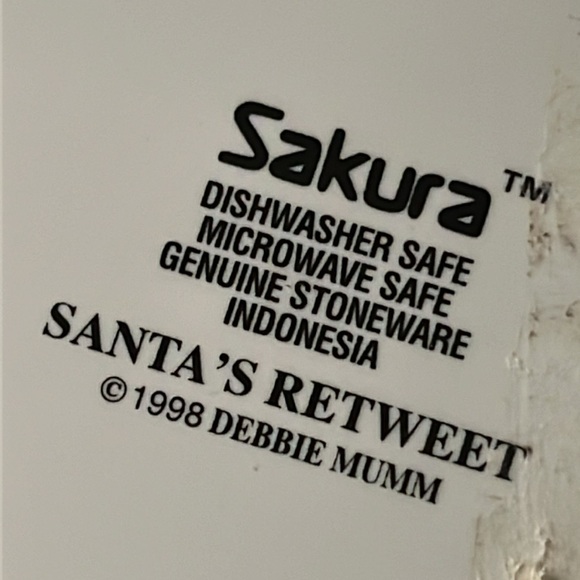 Sakura™
DISHWASHER SAFE
MICROWAVE SAFE
GENUINE STONEWARE
INDONESIA
SANTA'S RETWEET
© 1998 DEBBIE MUMM